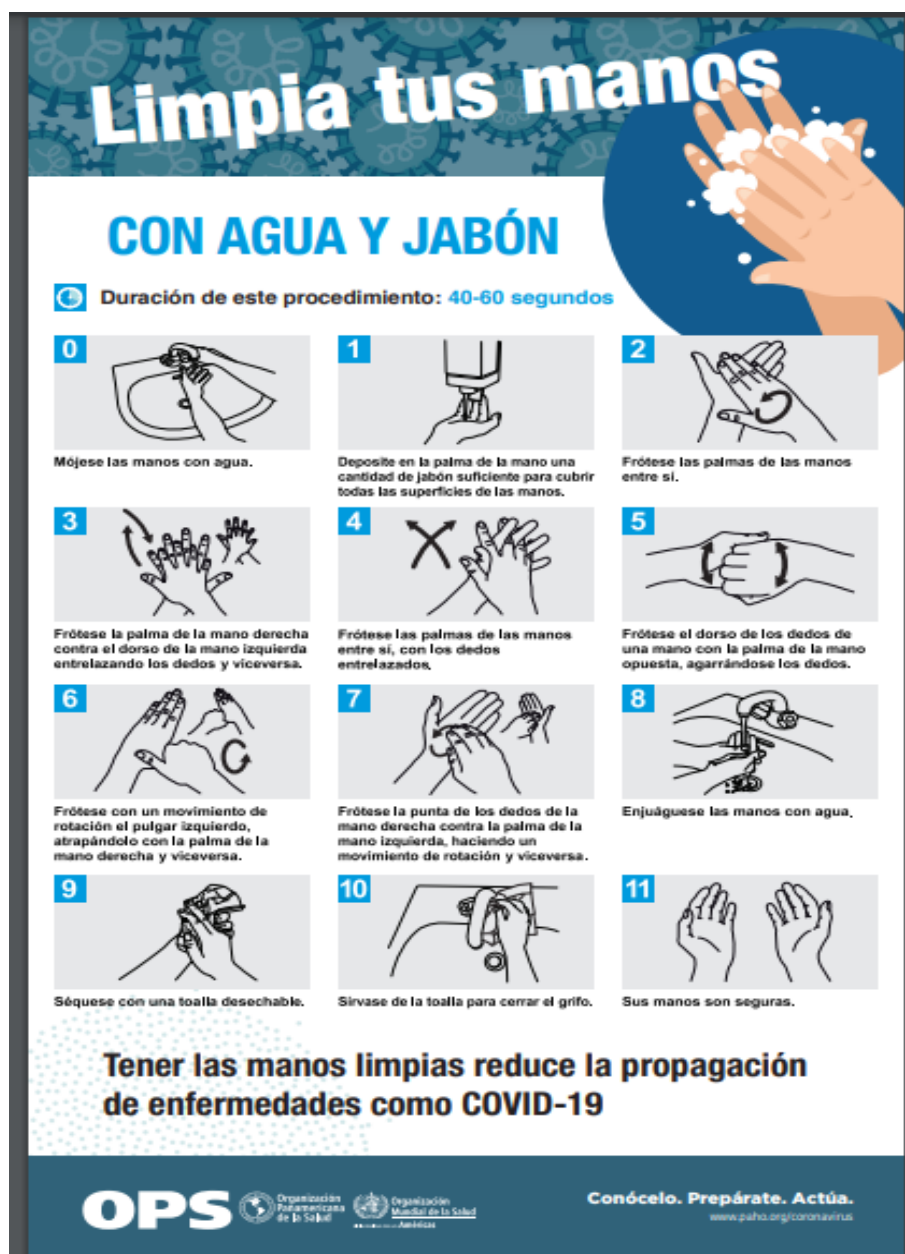 Limpia tus manos
CON AGUA Y JABÓN
Duración de este procedimiento: 40-60 segundos
0
Mójese las manos con agua.
1
Deposite en la palma de la mano una
cantidad de jabón suficiente para cubrir
todas las superficies de las manos.
2
Frótese las palmas de las manos
entre sí.
3
Frótese la palma de la mano derecha
contra el dorso de la mano izquierda
entrelazando los dedos y viceversa.
4
Frótese las palmas de las manos
entre sí, con los dedos
entrelazados.
5
Frótese el dorso de los dedos de
una mano con la palma de la mano
opuesta, agarrándose los dedos.
6
Frótese con un movimiento de
rotación el pulgar izquierdo,
atrapándolo con la palma de la
mano derecha y viceversa.
7
Frótese la punta de los dedos de la
mano derecha contra la palma de la
mano izquierda, haciendo un
movimiento de rotación y viceversa.
8
Enjuáguese las manos con agua.
9
Séquese con una toalla desechable.
10
Sírvase de la toalla para cerrar el grifo.
11
Sus manos son seguras.
Tener las manos limpias reduce la propagación
de enfermedades como COVID-19
OPS
Organización
Panamericana
de la Salud
Organización
Mundial de la Salud
Américas
Conócelo. Prepárate. Actúa.
www.paho.org/coronavirus